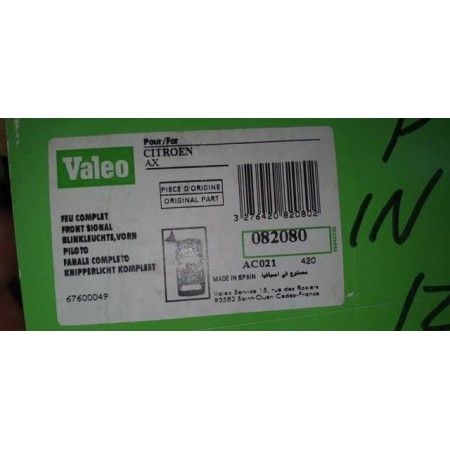 Valeo
Pour/For
CITROEN
AX
PIECE D'ORIGINE
ORIGINAL PART
3 276420 820802
FEU COMPLET
FRONT SIGNAL
BLINKLEUCHTE,VORN
PILOTO
FANALE COMPLETO
KNIPPERLICHT KOMPLEET
67600049
082080
AC021 420
MADE IN SPAIN مصنوع في اسبانيا
Valeo Service 15, rue des Rosiers
93582 Saint-Ouen Cedex-France
IN